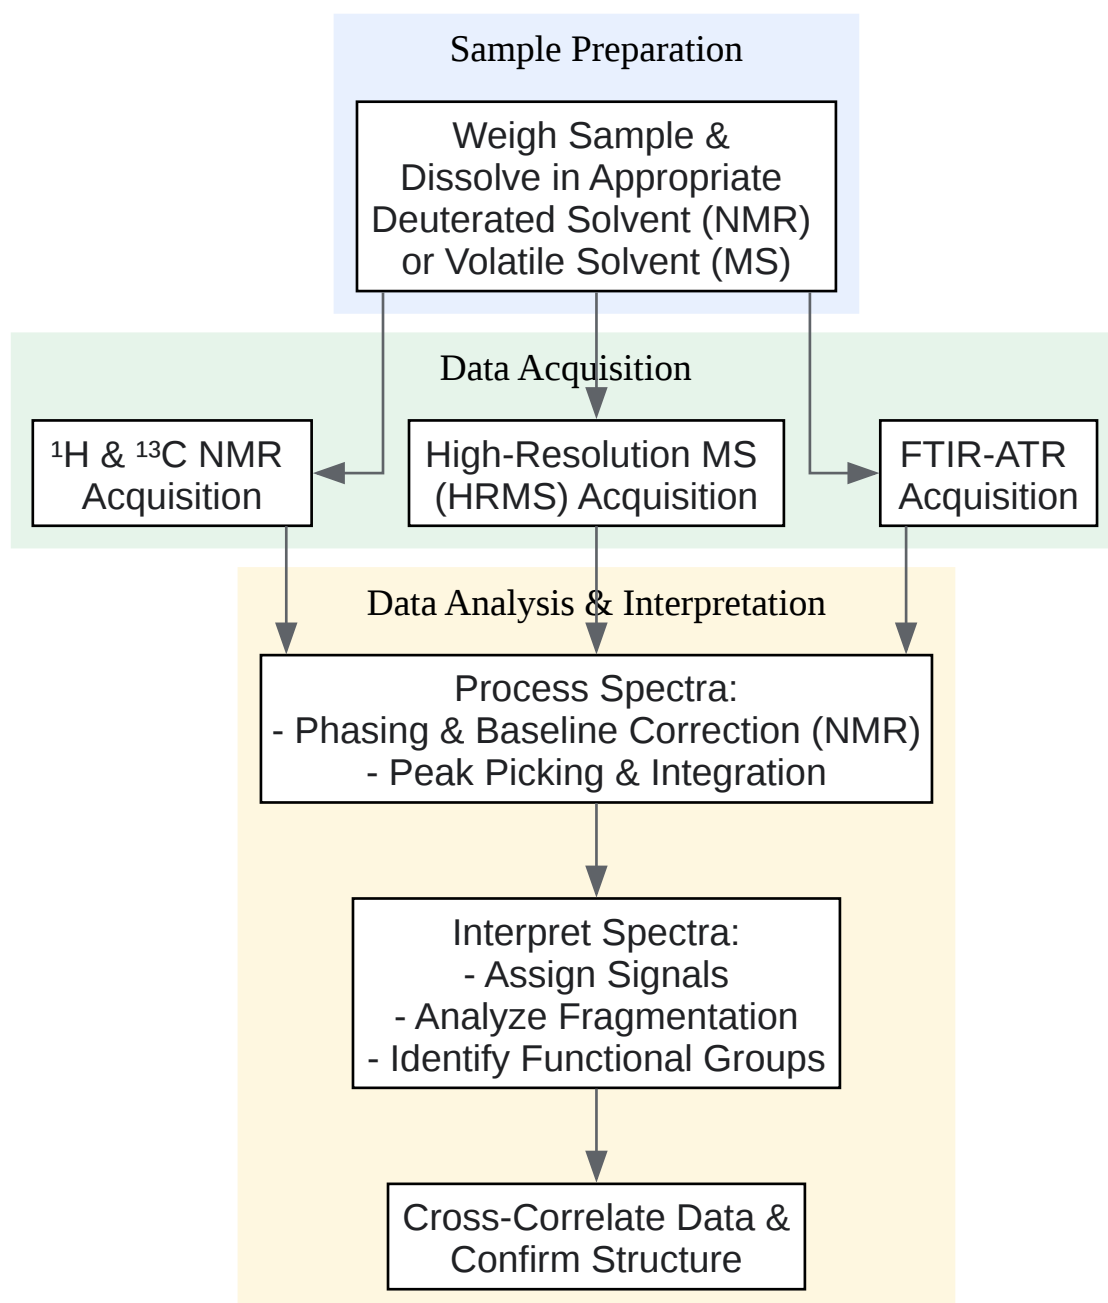 Sample Preparation
Weigh Sample &
Dissolve in Appropriate
Deuterated Solvent (NMR)
or Volatile Solvent (MS)
Data Acquisition
¹H & ¹³C NMR
Acquisition
High-Resolution MS
(HRMS) Acquisition
FTIR-ATR
Acquisition
Data Analysis & Interpretation
Process Spectra:
- Phasing & Baseline Correction (NMR)
- Peak Picking & Integration
Interpret Spectra:
- Assign Signals
- Analyze Fragmentation
- Identify Functional Groups
Cross-Correlate Data &
Confirm Structure